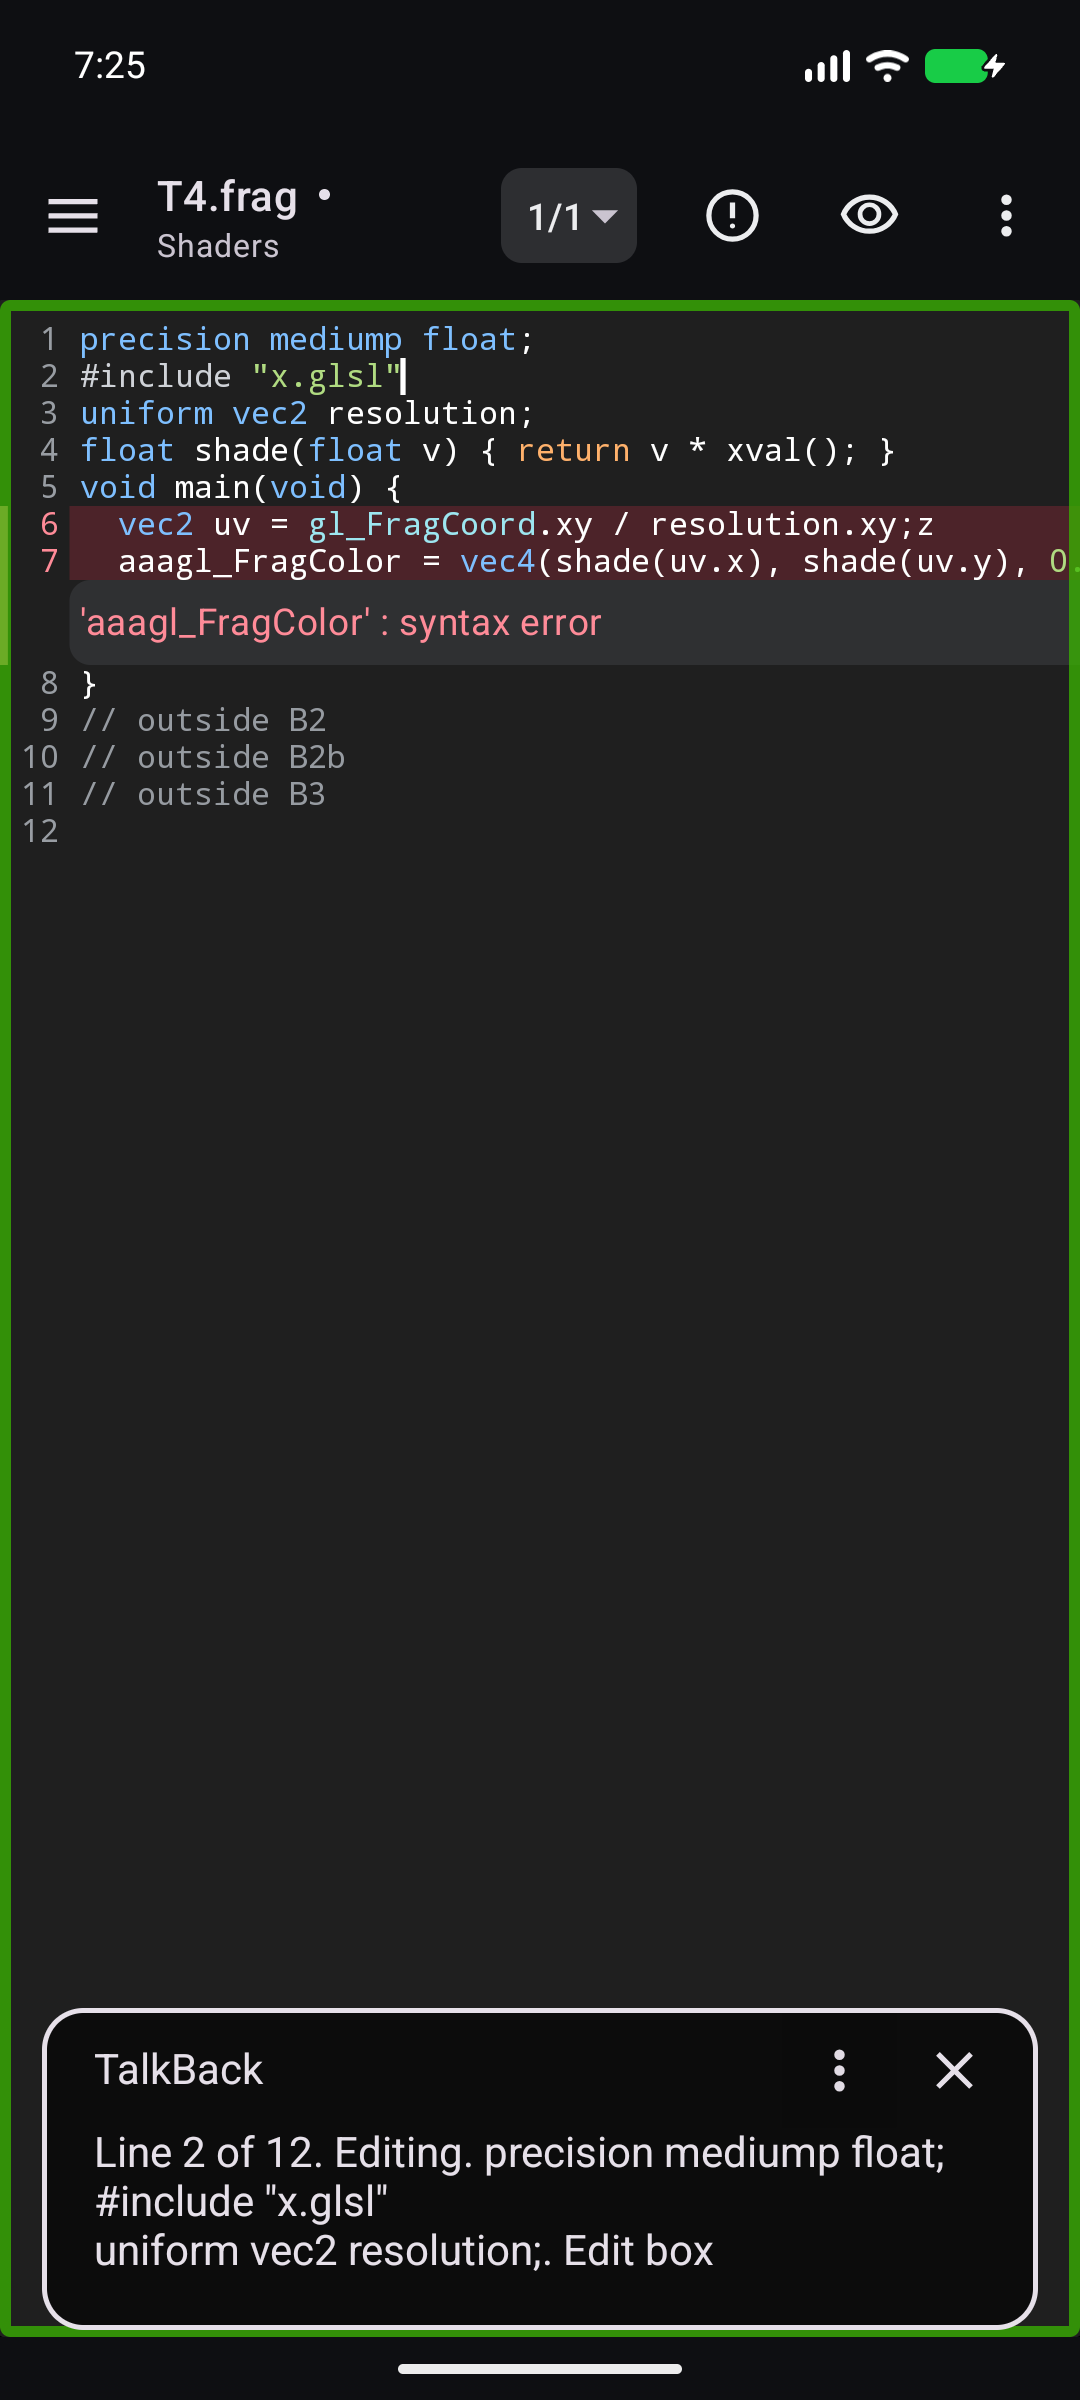 7:25
T4.frag •
Shaders
1/1
1 precision mediump float;
2 #include "x.glsl"
3 uniform vec2 resolution;
4 float shade(float v) { return v * xval(); }
5 void main(void) {
6   vec2 uv = gl_FragCoord.xy / resolution.xy;z
7   aaagl_FragColor = vec4(shade(uv.x), shade(uv.y), 0.
'aaagl_FragColor' : syntax error
8 }
9 // outside B2
10 // outside B2b
11 // outside B3
12
TalkBack
Line 2 of 12. Editing. precision mediump float;
#include "x.glsl"
uniform vec2 resolution;. Edit box